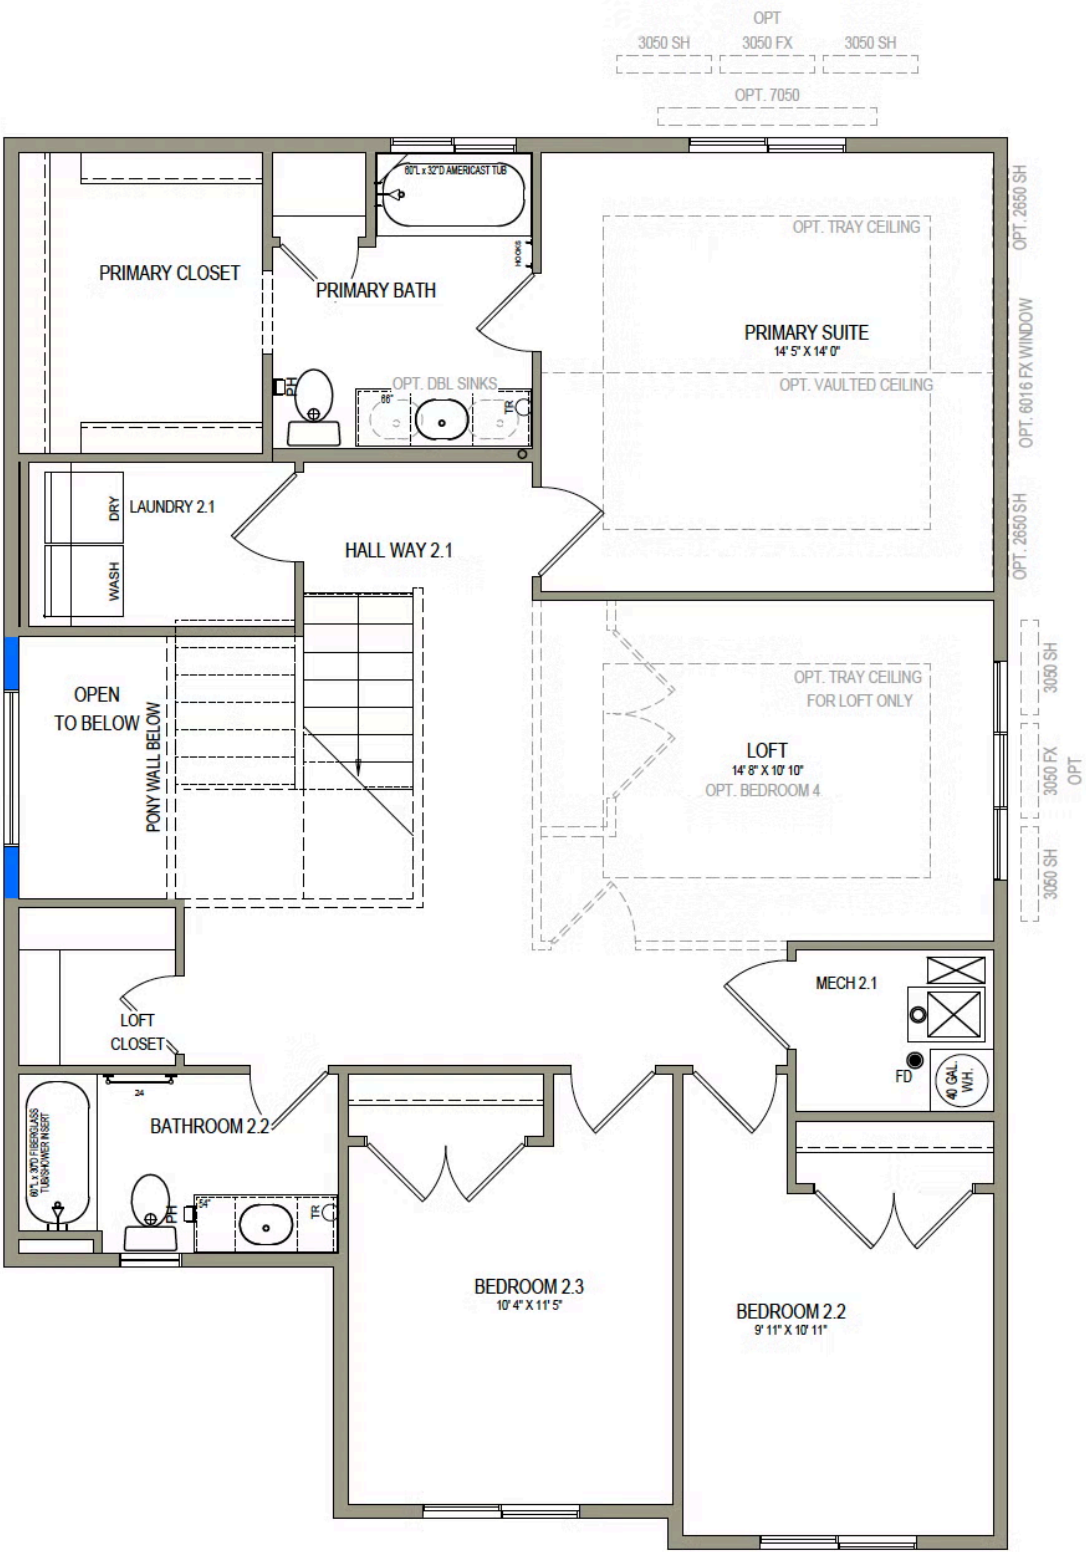 OPT
3050 SH
3050 FX
3050 SH
OPT. 7050
60"L x 32"D AMERICAST TUB
HOOKS
PRIMARY CLOSET
PRIMARY BATH
OPT. TRAY CEILING
PRIMARY SUITE
14' 5" X 14' 0"
OPT. VAULTED CEILING
OPT. 2650 SH
OPT. 6016 FX WINDOW
OPT. 2650 SH
PH
OPT. DBL SINKS
66"
TR
DRY
WASH
LAUNDRY 2.1
HALL WAY 2.1
OPEN
TO BELOW
PONY WALL BELOW
OPT. TRAY CEILING
FOR LOFT ONLY
LOFT
14' 8" X 10' 10"
OPT. BEDROOM 4
3050 SH
3050 FX
OPT
3050 SH
MECH 2.1
FD
40 GAL.
W.H.
LOFT
CLOSET
24
60"L x 30"D FIBERGLASS
TUB/SHOWER INSERT
BATHROOM 2.2
PH
54"
TR
BEDROOM 2.3
10' 4" X 11' 5"
BEDROOM 2.2
9' 11" X 10' 11"